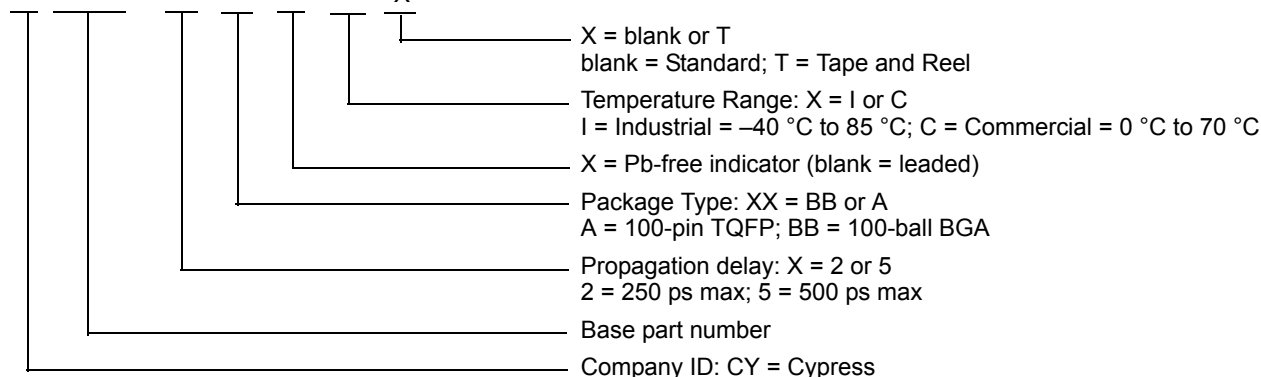 X = blank or T
blank = Standard; T = Tape and Reel
Temperature Range: X = I or C
I = Industrial = –40 °C to 85 °C; C = Commercial = 0 °C to 70 °C
X = Pb-free indicator (blank = leaded)
Package Type: XX = BB or A
A = 100-pin TQFP; BB = 100-ball BGA
Propagation delay: X = 2 or 5
2 = 250 ps max; 5 = 500 ps max
Base part number
Company ID: CY = Cypress